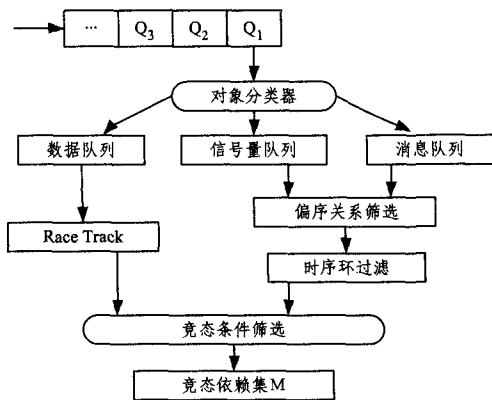 … Q3 Q2 Q1
对象分类器
数据队列 信号量队列 消息队列
偏序关系筛选
Race Track
时序环过滤
竟态条件筛选
竟态依赖集M